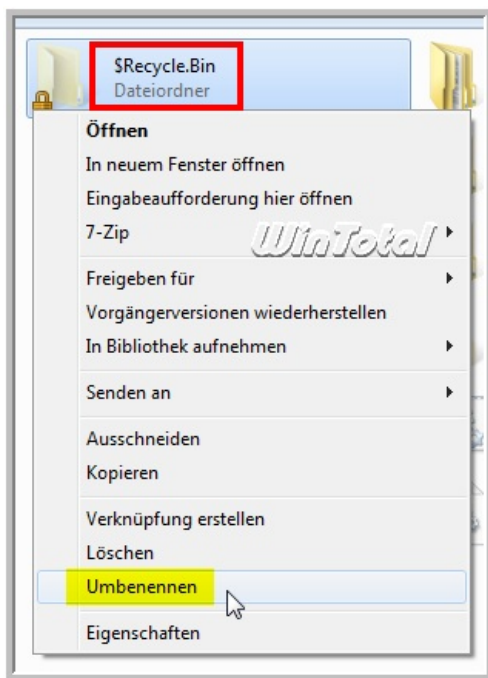 $Recycle.Bin
Dateiordner
Öffnen
In neuem Fenster öffnen
Eingabeaufforderung hier öffnen
7-Zip
WinTotal
Freigeben für
Vorgängerversionen wiederherstellen
In Bibliothek aufnehmen
Senden an
Ausschneiden
Kopieren
Verknüpfung erstellen
Löschen
Umbenennen
Eigenschaften